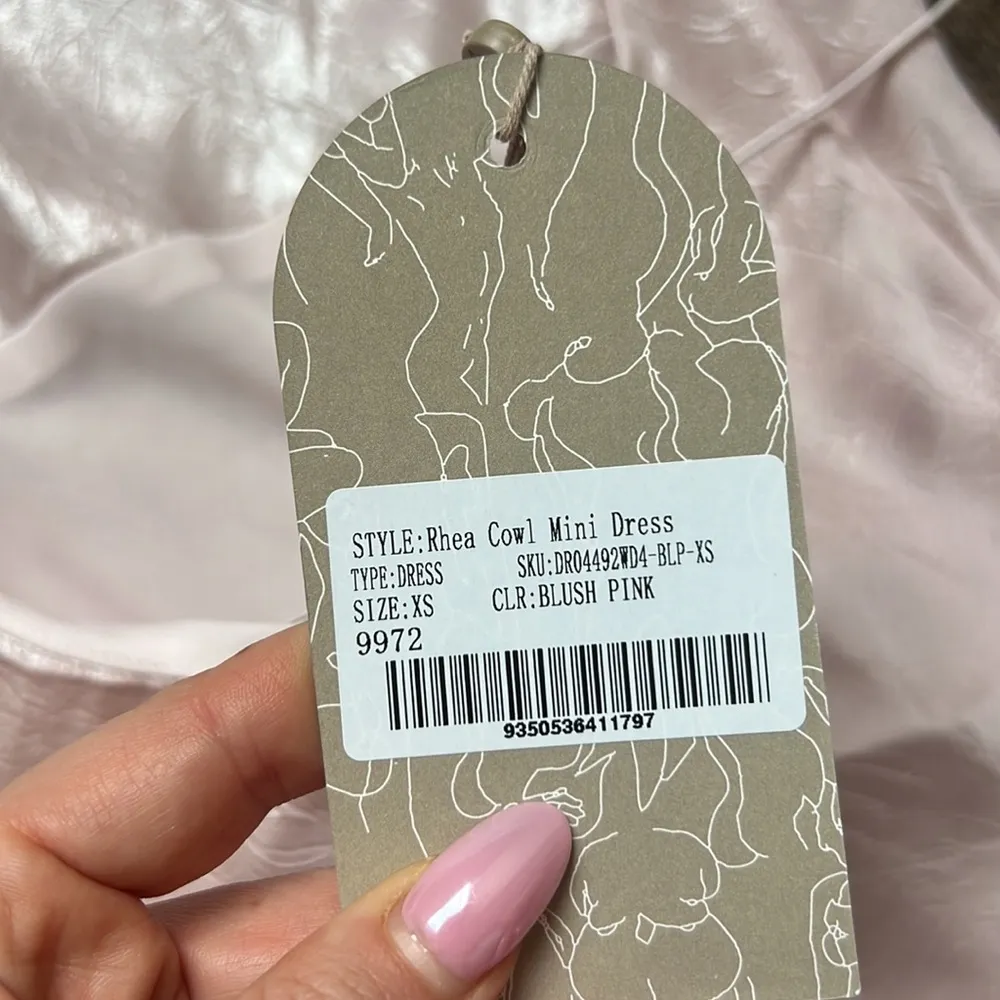 STYLE:Rhea Cowl Mini Dress
TYPE:DRESS SKU:DR04492WD4-BLP-XS
SIZE:XS CLR:BLUSH PINK
9972
9350536411797